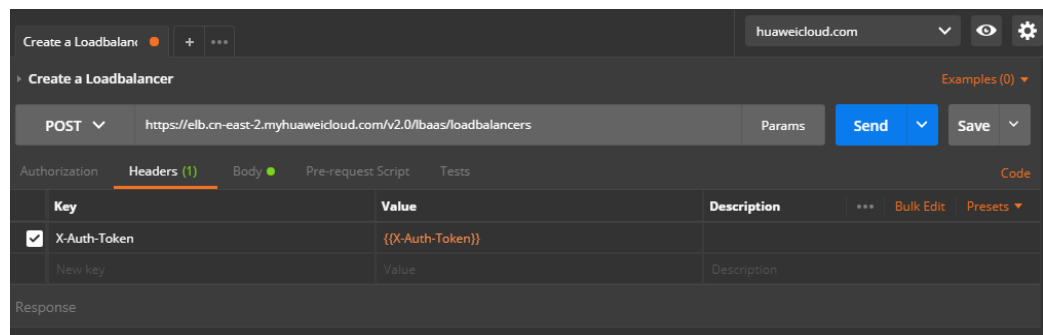 Create a Loadbalanc + ••• huaweicloud.com
Create a Loadbalancer Examples (0)
POST https://elb.cn-east-2.myhuaweicloud.com/v2.0/lbaas/loadbalancers Params Send Save
Authorization Headers (1) Body Pre-request Script Tests Code
Key Value Description ••• Bulk Edit Presets
X-Auth-Token {{X-Auth-Token}}
New key Value Description
Response